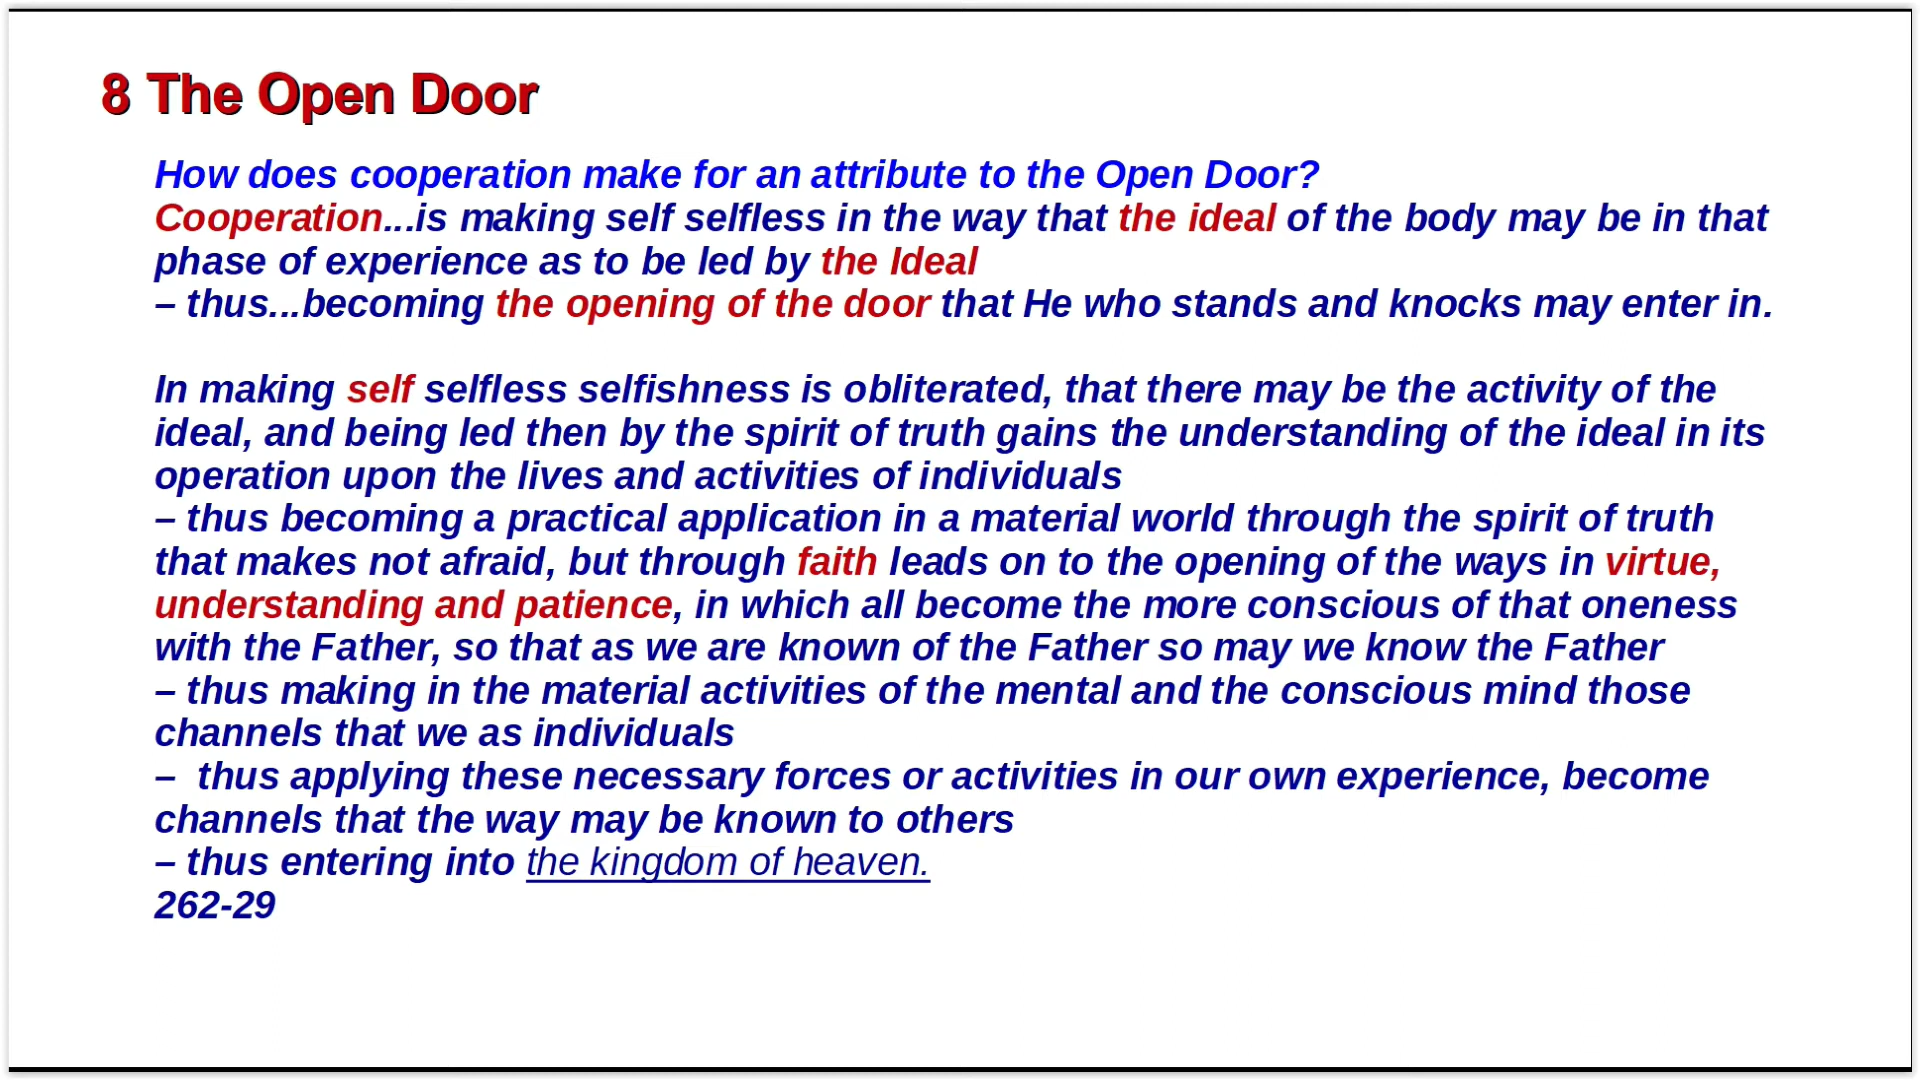 8 The Open Door
How does cooperation make for an attribute to the Open Door?
Cooperation...is making self selfless in the way that the ideal of the body may be in that
phase of experience as to be led by the Ideal
– thus...becoming the opening of the door that He who stands and knocks may enter in.
In making self selfless selfishness is obliterated, that there may be the activity of the
ideal, and being led then by the spirit of truth gains the understanding of the ideal in its
operation upon the lives and activities of individuals
– thus becoming a practical application in a material world through the spirit of truth
that makes not afraid, but through faith leads on to the opening of the ways in virtue,
understanding and patience, in which all become the more conscious of that oneness
with the Father, so that as we are known of the Father so may we know the Father
– thus making in the material activities of the mental and the conscious mind those
channels that we as individuals
–  thus applying these necessary forces or activities in our own experience, become
channels that the way may be known to others
– thus entering into the kingdom of heaven.
262-29